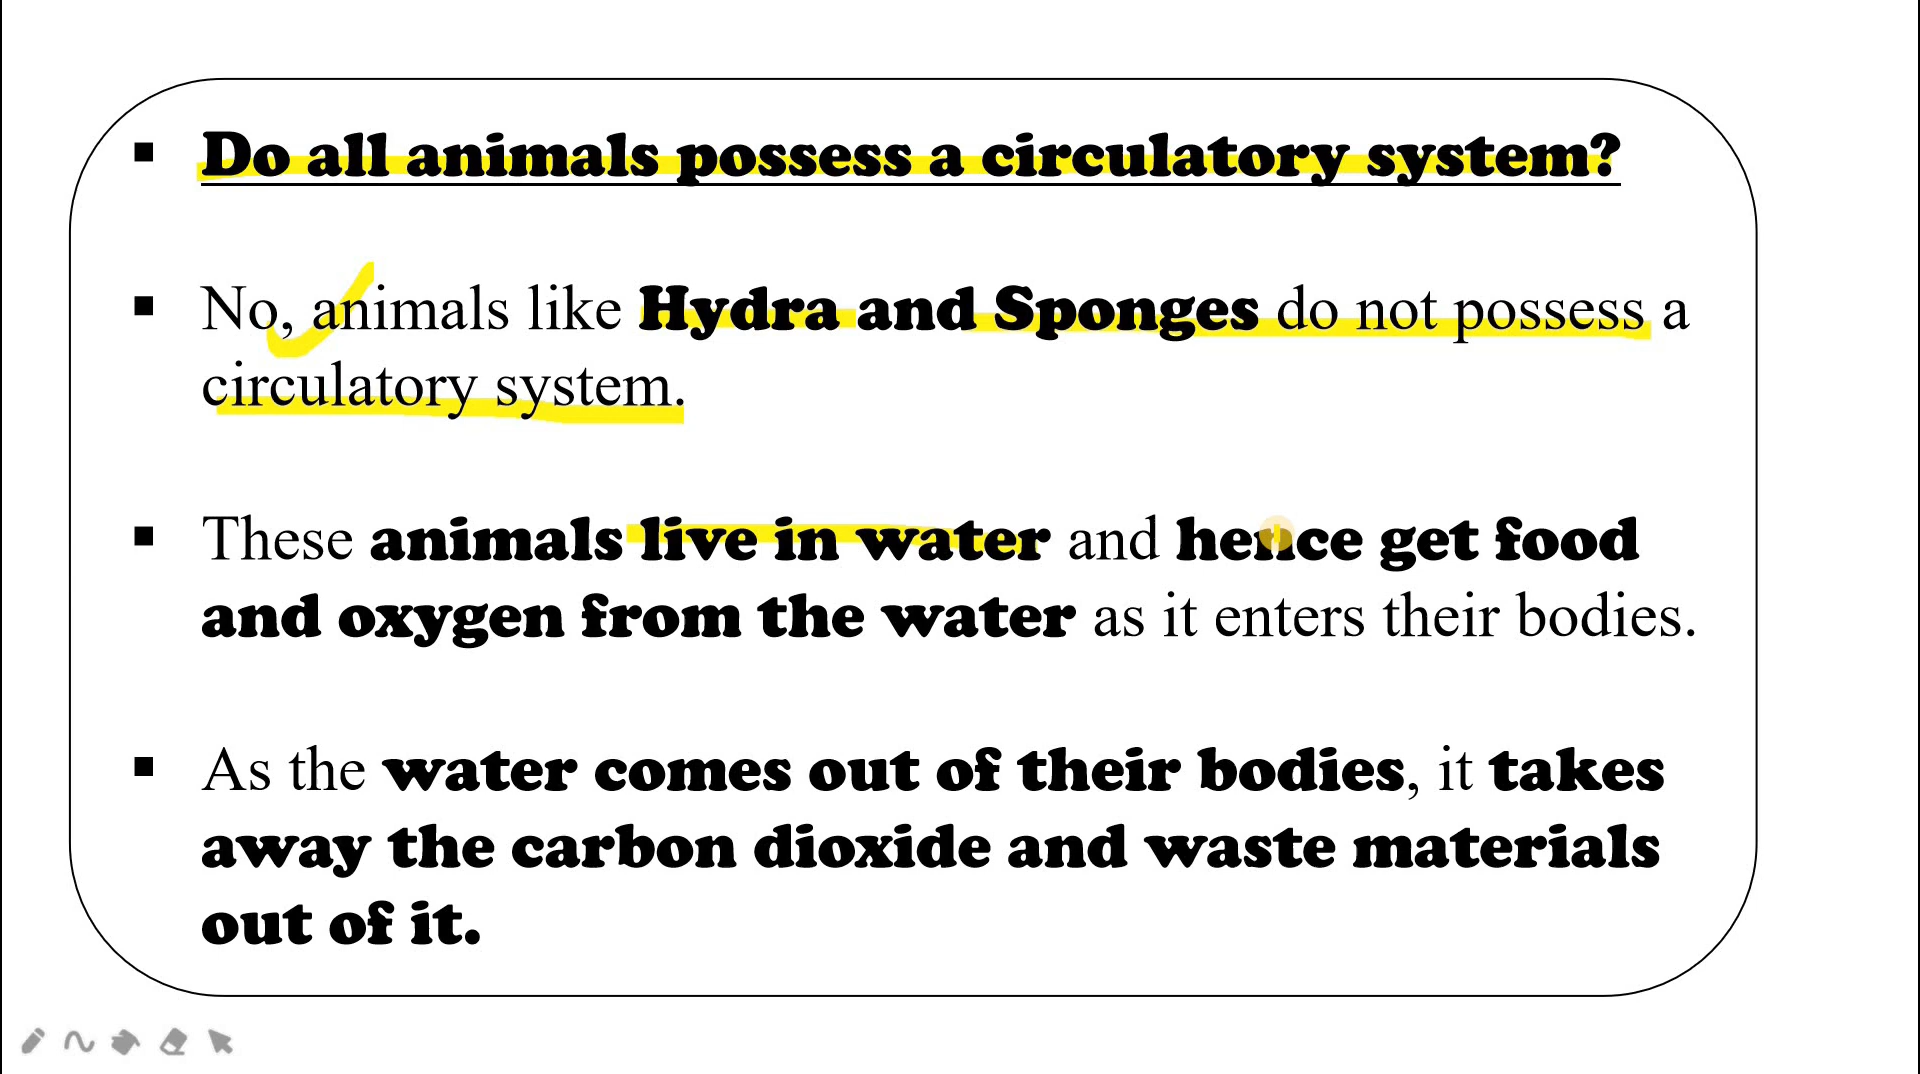 ▪ Do all animals possess a circulatory system?
▪ No, animals like Hydra and Sponges do not possess a
circulatory system.
▪ These animals live in water and hence get food
and oxygen from the water as it enters their bodies.
▪ As the water comes out of their bodies, it takes
away the carbon dioxide and waste materials
out of it.